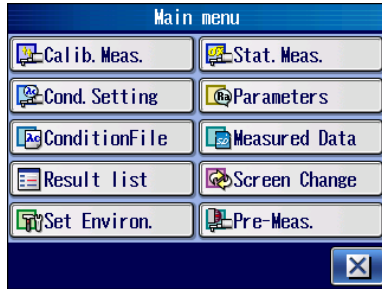 Main menu
Calib. Meas.
Stat. Meas.
Cond. Setting
Parameters
ConditionFile
Measured Data
Result list
Screen Change
Set Environ.
Pre-Meas.